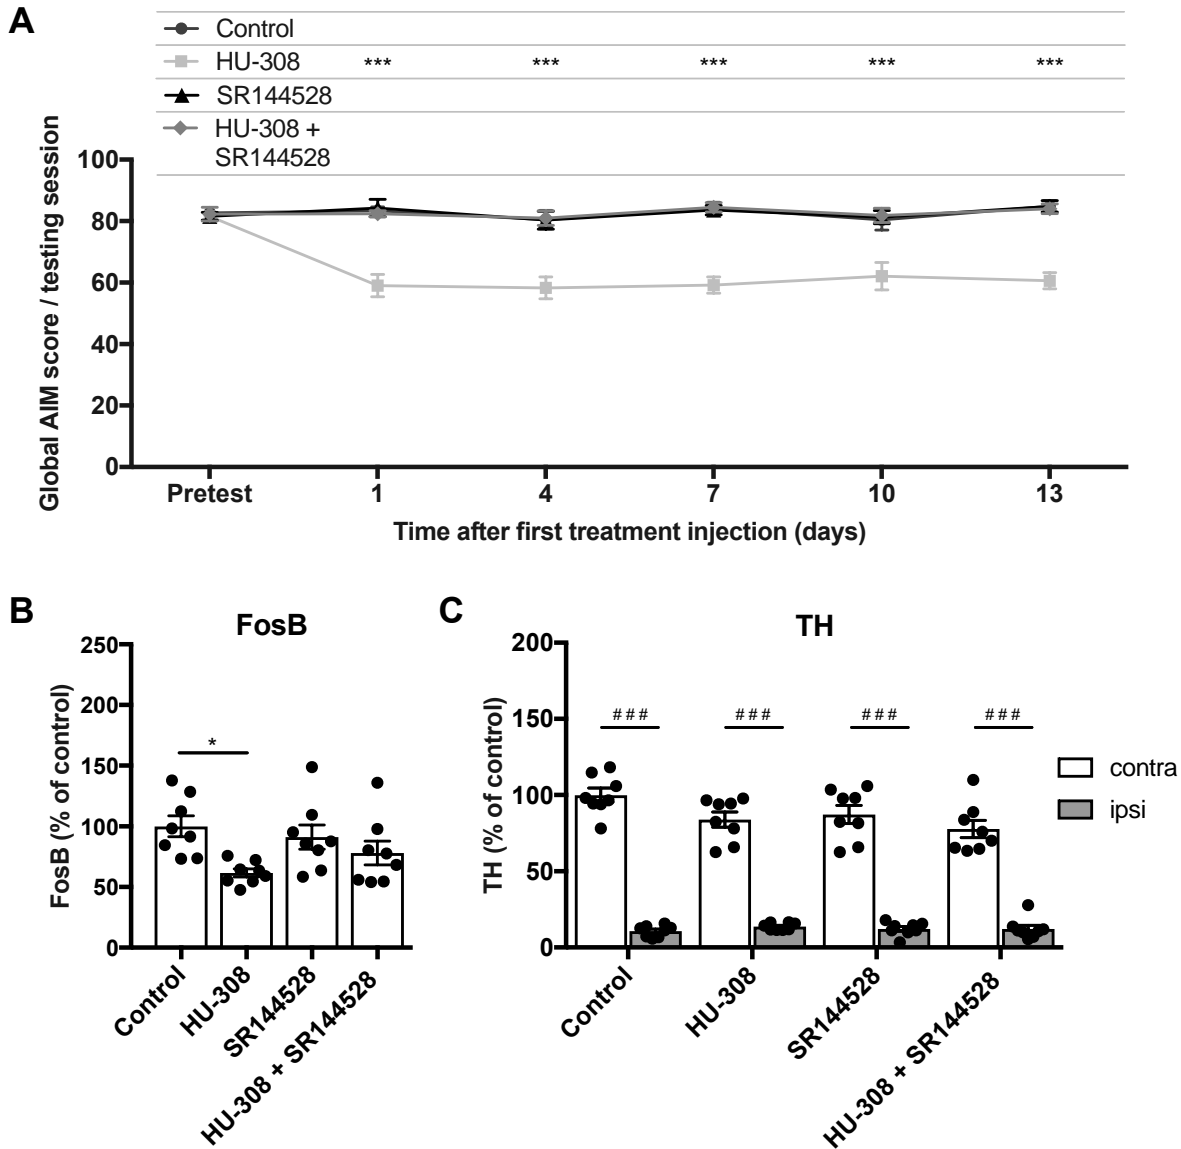 A
Control
HU-308 *** *** *** *** ***
SR144528
HU-308 +
SR144528
Global AIM score / testing session
100
80
60
40
20
0
Pretest 1 4 7 10 13
Time after first treatment injection (days)
B
FosB
FosB (% of control)
250
200
150
100
50
0
*
Control
HU-308
SR144528
HU-308 + SR144528
C
TH
TH (% of control)
200
150
100
50
0
### ### ### ###
contra
ipsi
Control
HU-308
SR144528
HU-308 + SR144528